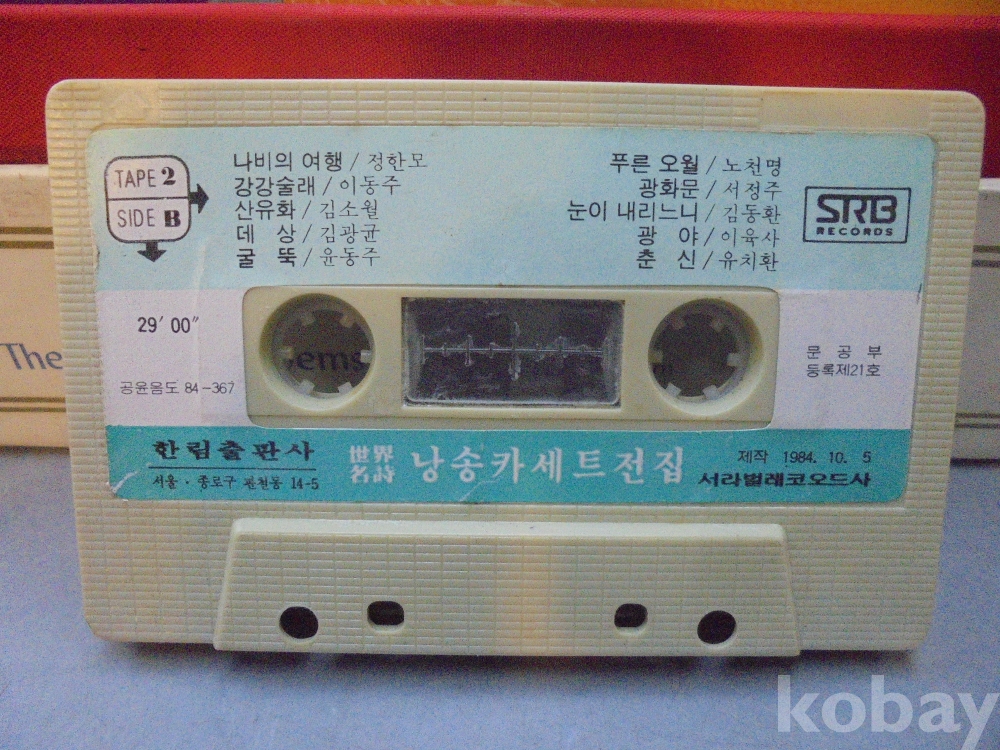 TAPE 2
SIDE B
나비의 여행 / 정한모
강강술래 / 이동주
산유화 / 김소월
데 상 / 김광균
굴 뚝 / 윤동주
푸른 오월 / 노천명
광화문 / 서정주
눈이 내리느니 / 김동환
광 야 / 이육사
춘 신 / 유치환
SRB
RECORDS
29′ 00″
공윤음도 84-367
문 공 부
등록제21호
The
ems
한림출판사
서울·종로구 관철동 14-5
世界
名詩
낭송카세트전집
제작 1984. 10. 5
서라벌레코오드사
kobay